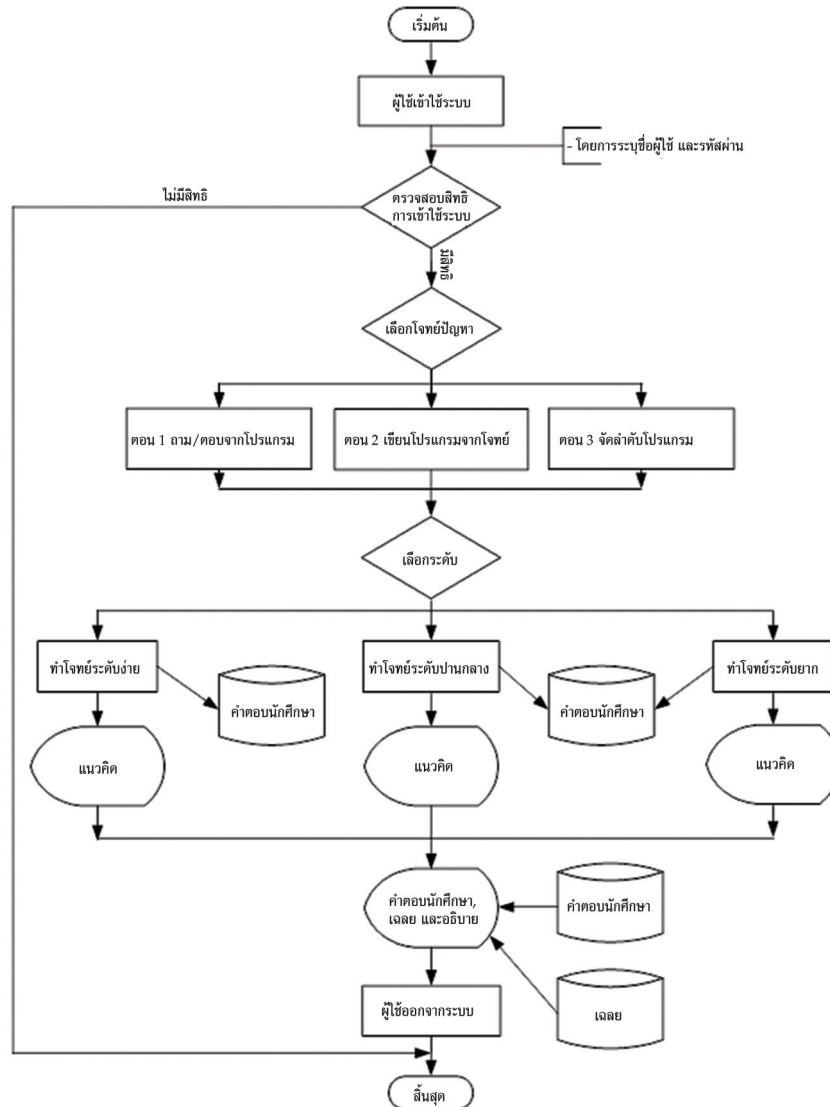 เริ่มต้น
ผู้ใช้เข้าใช้ระบบ
- โดยการระบุชื่อผู้ใช้ และรหัสผ่าน
ไม่มีสิทธิ
ตรวจสอบสิทธิ
การเข้าใช้ระบบ
มีสิทธิ
เลือกโจทย์ปัญหา
ตอน 1 ถาม/ตอบจากโปรแกรม
ตอน 2 เขียนโปรแกรมจากโจทย์
ตอน 3 จัดลำดับโปรแกรม
เลือกระดับ
ทำโจทย์ระดับง่าย
ทำโจทย์ระดับปานกลาง
ทำโจทย์ระดับยาก
คำตอบนักศึกษา
คำตอบนักศึกษา
แนวคิด
แนวคิด
แนวคิด
คำตอบนักศึกษา,
เฉลย และอธิบาย
คำตอบนักศึกษา
เฉลย
ผู้ใช้ออกจากระบบ
สิ้นสุด